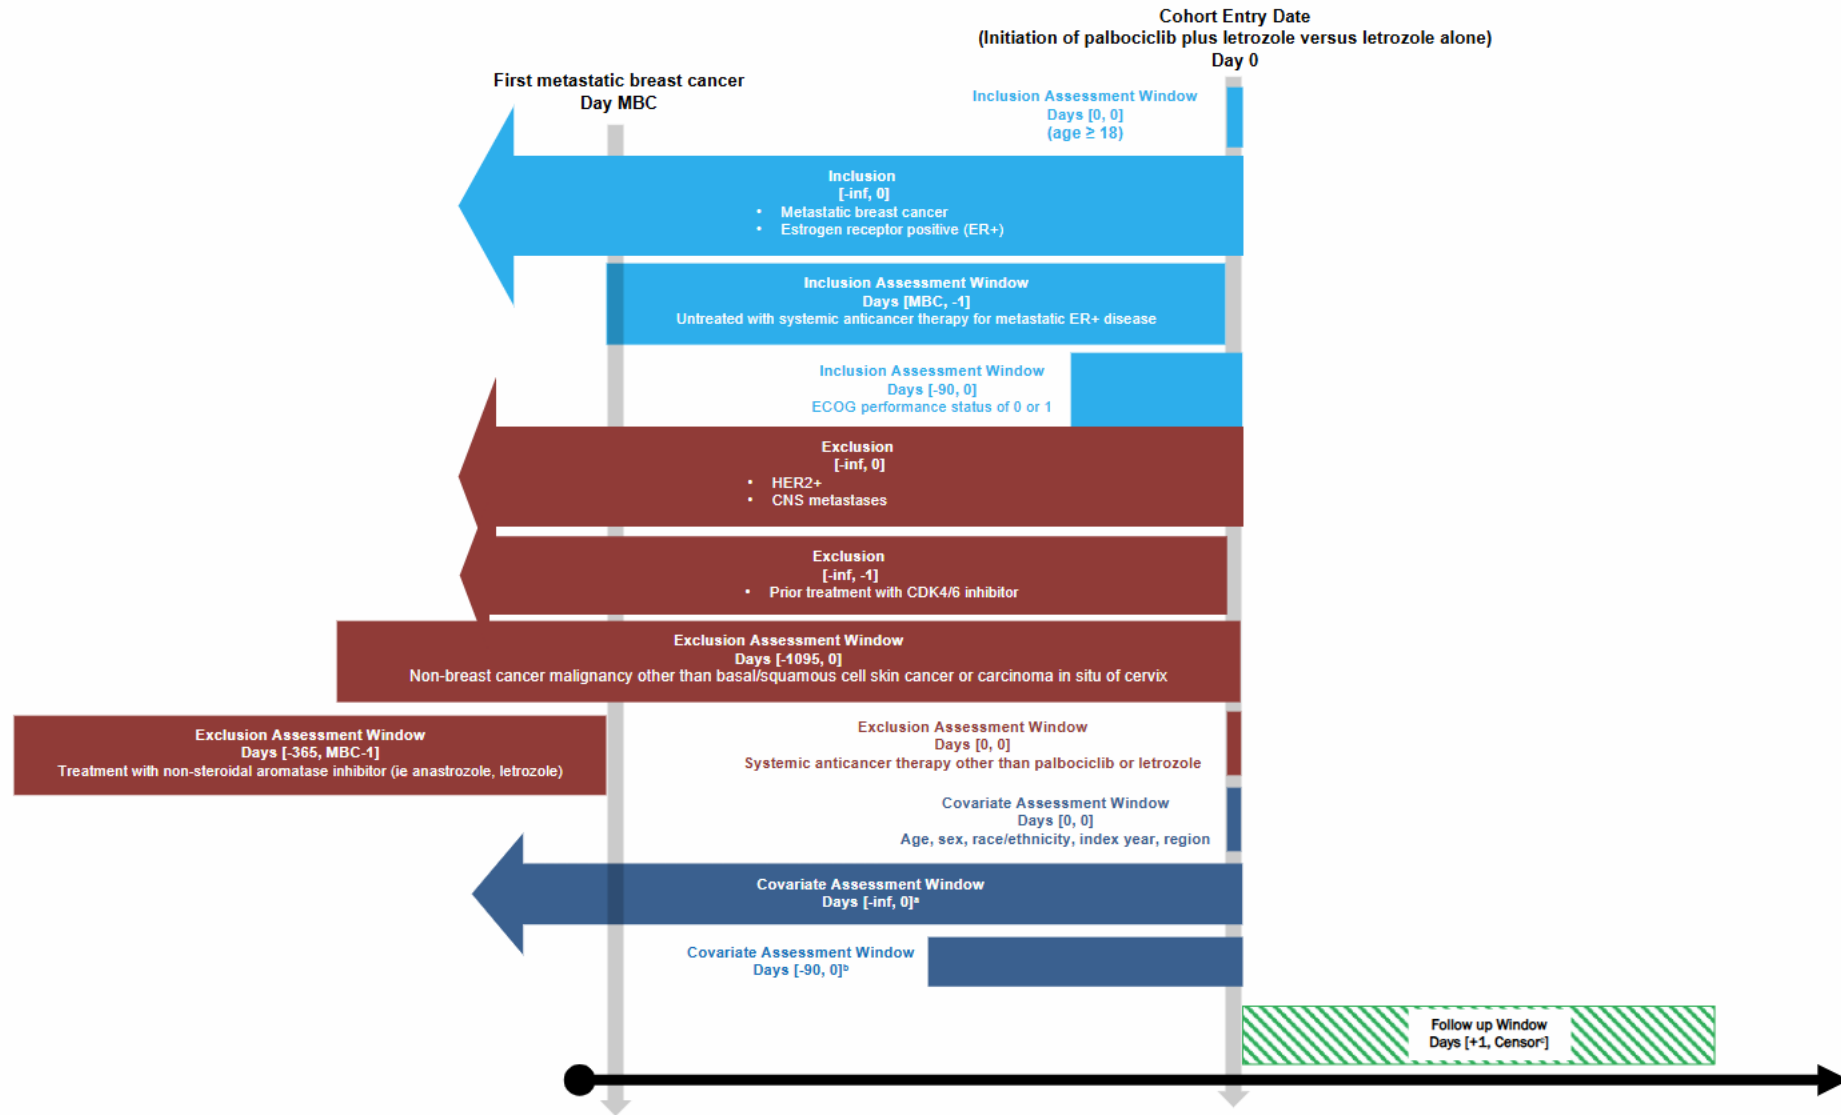 Cohort Entry Date
(Initiation of palbociclib plus letrozole versus letrozole alone)
Day 0
First metastatic breast cancer
Day MBC
Inclusion Assessment Window
Days [0, 0]
(age ≥ 18)
Inclusion
[-inf, 0]
• Metastatic breast cancer
• Estrogen receptor positive (ER+)
Inclusion Assessment Window
Days [MBC, -1]
Untreated with systemic anticancer therapy for metastatic ER+ disease
Inclusion Assessment Window
Days [-90, 0]
ECOG performance status of 0 or 1
Exclusion
[-inf, 0]
• HER2+
• CNS metastases
Exclusion
[-inf, -1]
• Prior treatment with CDK4/6 inhibitor
Exclusion Assessment Window
Days [-1095, 0]
Non-breast cancer malignancy other than basal/squamous cell skin cancer or carcinoma in situ of cervix
Exclusion Assessment Window
Days [-365, MBC-1]
Treatment with non-steroidal aromatase inhibitor (ie anastrozole, letrozole)
Exclusion Assessment Window
Days [0, 0]
Systemic anticancer therapy other than palbociclib or letrozole
Covariate Assessment Window
Days [0, 0]
Age, sex, race/ethnicity, index year, region
Covariate Assessment Window
Days [-inf, 0]ᵃ
Covariate Assessment Window
Days [-90, 0]ᵇ
Follow up Window
Days [+1, Censorᶜ]